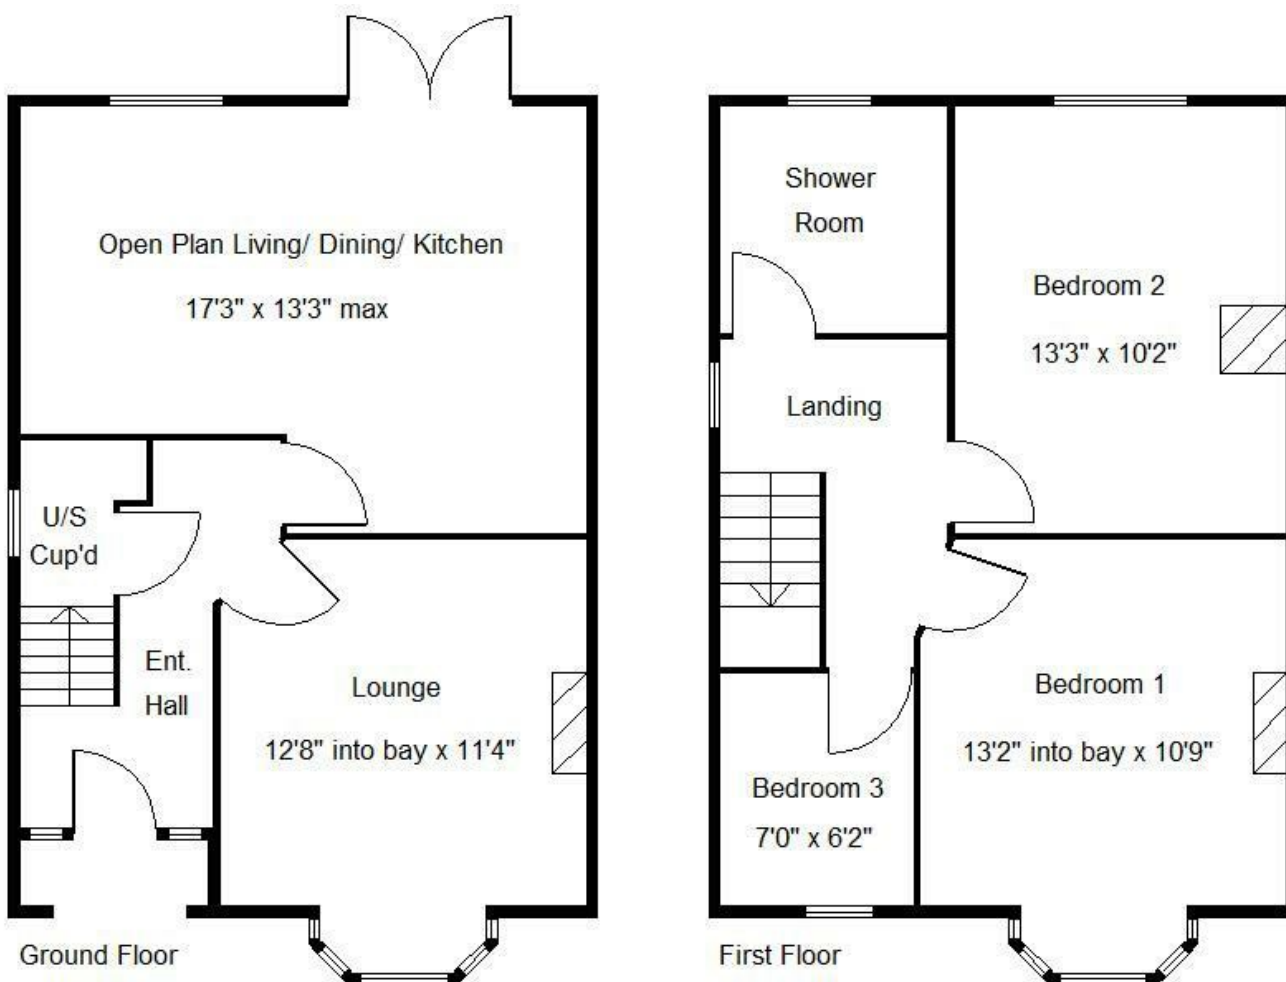 Open Plan Living/ Dining/ Kitchen
17'3" x 13'3" max
U/S
Cup'd
Ent.
Hall
Lounge
12'8" into bay x 11'4"
Ground Floor
Shower
Room
Bedroom 2
13'3" x 10'2"
Landing
Bedroom 1
13'2" into bay x 10'9"
Bedroom 3
7'0" x 6'2"
First Floor